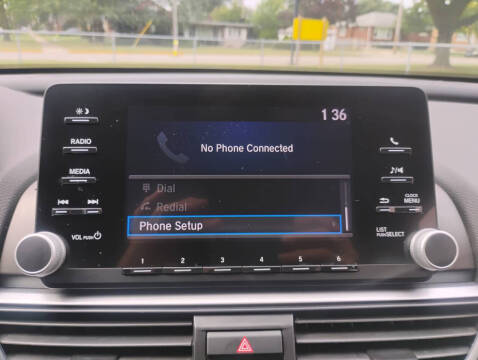 1 36
RADIO
No Phone Connected
MEDIA
Dial
Redial
CLOCK
MENU
Phone Setup
VOL PUSH
LIST
PUSH SELECT
1 2 3 4 5 6